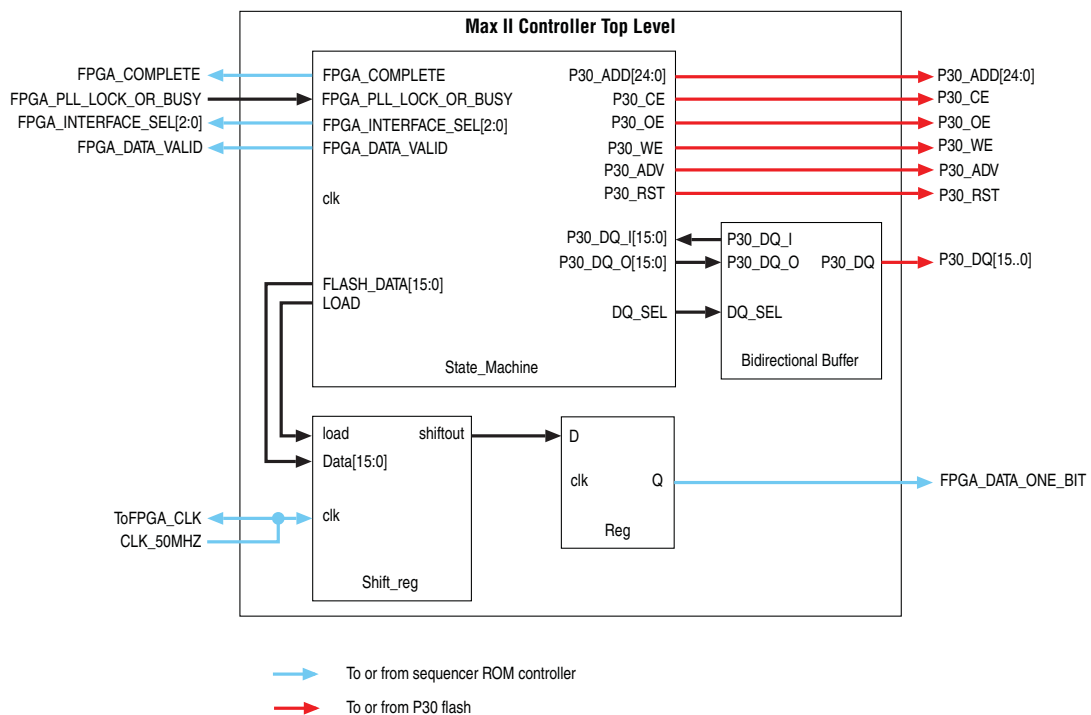 Max II Controller Top Level
FPGA_COMPLETE
FPGA_PLL_LOCK_OR_BUSY
FPGA_INTERFACE_SEL[2:0]
FPGA_DATA_VALID
FPGA_COMPLETE
FPGA_PLL_LOCK_OR_BUSY
FPGA_INTERFACE_SEL[2:0]
FPGA_DATA_VALID
clk
FLASH_DATA[15:0]
LOAD
P30_ADD[24:0]
P30_CE
P30_OE
P30_WE
P30_ADV
P30_RST
P30_DQ_I[15:0]
P30_DQ_O[15:0]
DQ_SEL
State_Machine
P30_DQ_I
P30_DQ_O
P30_DQ
DQ_SEL
Bidirectional Buffer
P30_ADD[24:0]
P30_CE
P30_OE
P30_WE
P30_ADV
P30_RST
P30_DQ[15..0]
load
shiftout
Data[15:0]
clk
Shift_reg
D
clk
Q
Reg
FPGA_DATA_ONE_BIT
ToFPGA_CLK
CLK_50MHZ
To or from sequencer ROM controller
To or from P30 flash